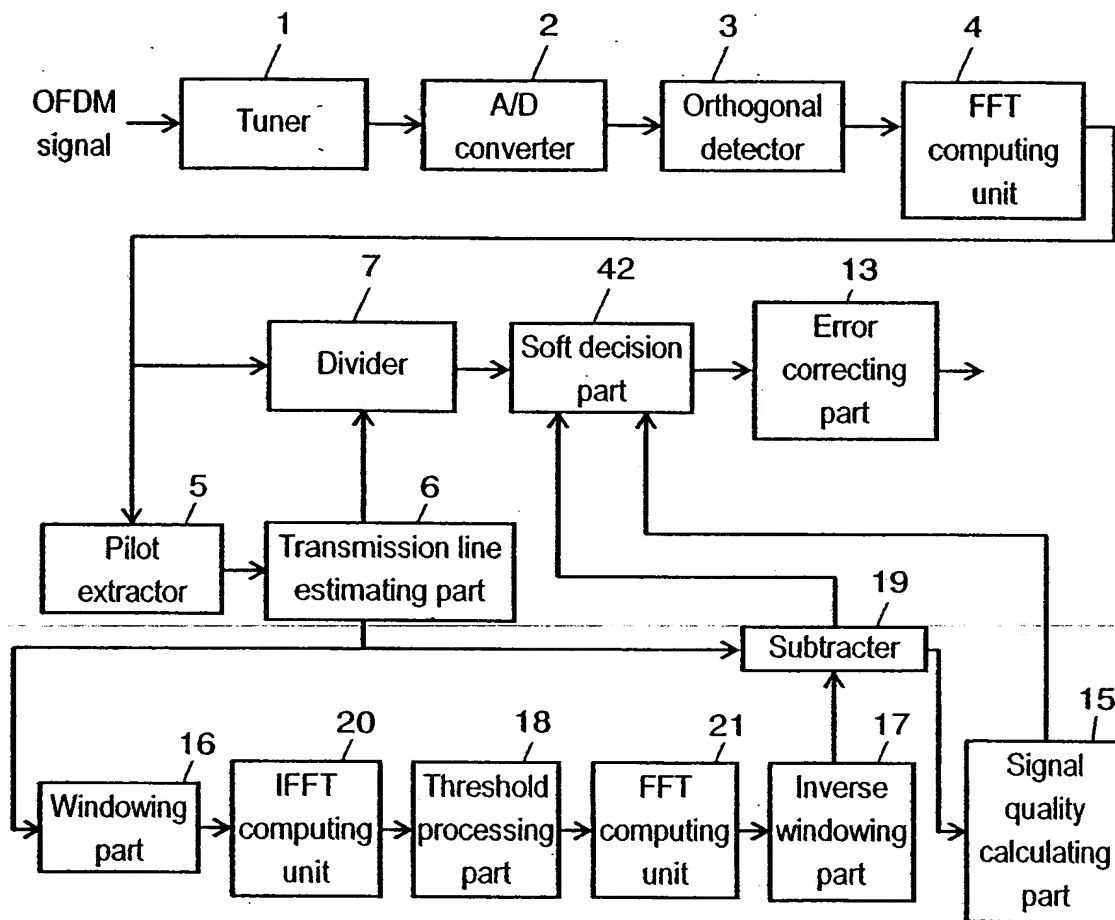 1
2
3
4
OFDM
signal
Tuner
A/D
converter
Orthogonal
detector
FFT
computing
unit
7
42
13
Divider
Soft decision
part
Error
correcting
part
5
6
Pilot
extractor
Transmission line
estimating part
19
Subtracter
16
20
18
21
17
15
Windowing
part
IFFT
computing
unit
Threshold
processing
part
FFT
computing
unit
Inverse
windowing
part
Signal
quality
calculating
part